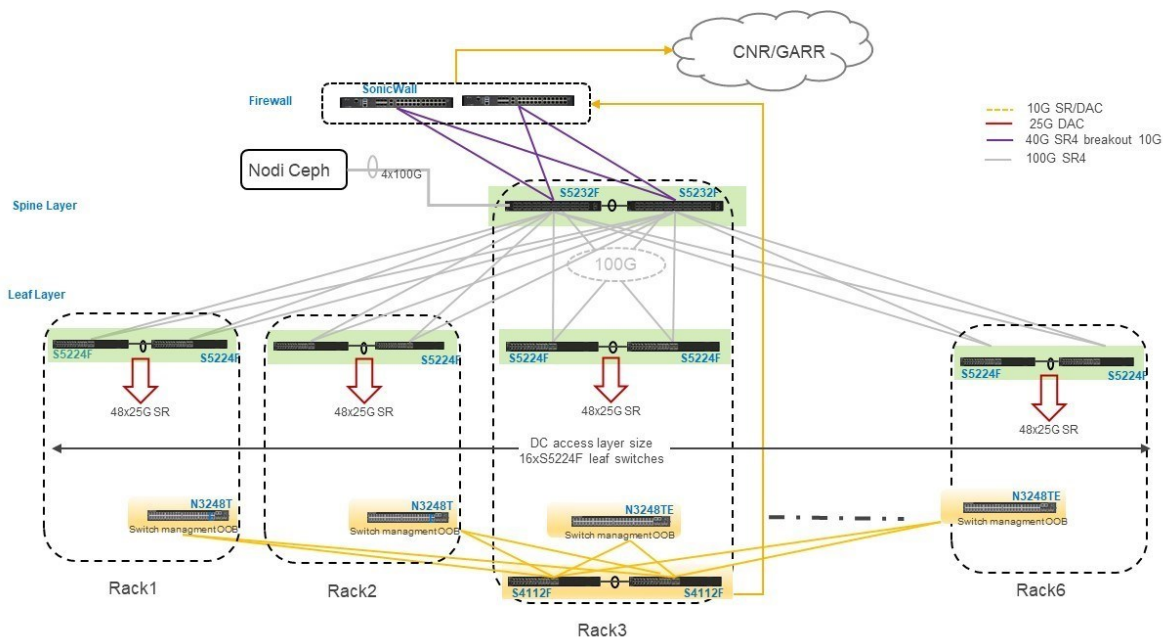 CNR/GARR
SonicWall
Firewall
10G SR/DAC
25G DAC
40G SR4 breakout 10G
100G SR4
Nodi Ceph
4x100G
S5232F
S5232F
Spine Layer
100G
Leaf Layer
S5224F
S5224F
S5224F
S5224F
S5224F
S5224F
S5224F
48x25G SR
48x25G SR
48x25G SR
48x25G SR
DC access layer size
16xS5224F leaf switches
N3248T
Switch managment OOB
N3248T
Switch managment OOB
N3248TE
Switch managment OOB
N3248TE
Switch managment OOB
S4112F
S4112F
Rack1
Rack2
Rack3
Rack6